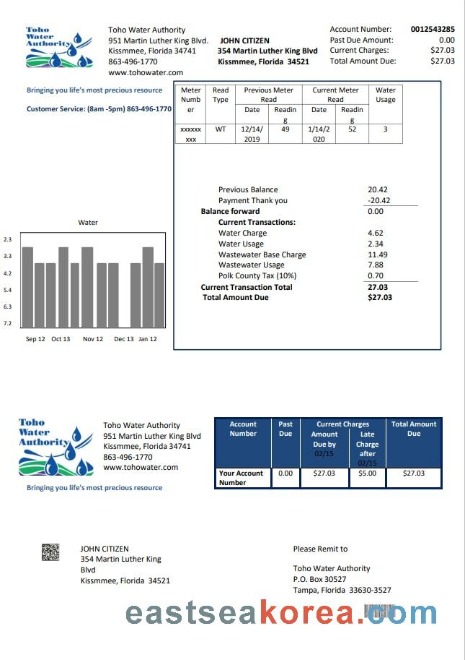 Toho
Water
Authority
Toho Water Authority
951 Martin Luther King Blvd.
Kissmmee, Florida 34741
863-496-1770
www.tohowater.com
JOHN CITIZEN
354 Martin Luther King Blvd
Kissmmee, Florida 34521
Account Number: 0012543285
Past Due Amount: 0.00
Current Charges: $27.03
Total Amount Due: $27.03
Bringing you life's most precious resource
Customer Service: (8am -5pm) 863-496-1770
Meter Numb er
Read Type
Previous Meter Read
Current Meter Read
Water Usage
Date Readin g Date Readin g
xxxxxx xxx WT 12/14/ 2019 49 1/14/2 020 52 3
Previous Balance 20.42
Payment Thank you -20.42
Balance forward 0.00
Current Transactions:
Water Charge 4.62
Water Usage 2.34
Wastewater Base Charge 11.49
Wastewater Usage 7.88
Polk County Tax (10%) 0.70
Current Transaction Total 27.03
Total Amount Due $27.03
Water
2.3
3.3
4.2
5.4
6.3
7.2
Sep 12 Oct 13 Nov 12 Dec 13 Jan 12
Toho
Water
Authority
Bringing you life's most precious resource
Toho Water Authority
951 Martin Luther King Blvd
Kissmmee, Florida 34741
863-496-1770
www.tohowater.com
Account Number
Past Due
Current Charges
Total Amount Due
Amount Due by 02/15
Late Charge after 02/15
Your Account Number 0.00 $27.03 $5.00 $27.03
JOHN CITIZEN
354 Martin Luther King
Blvd
Kissmmee, Florida 34521
Please Remit to
Toho Water Authority
P.O. Box 30527
Tampa, Florida 33630-3527
eastseakorea.com